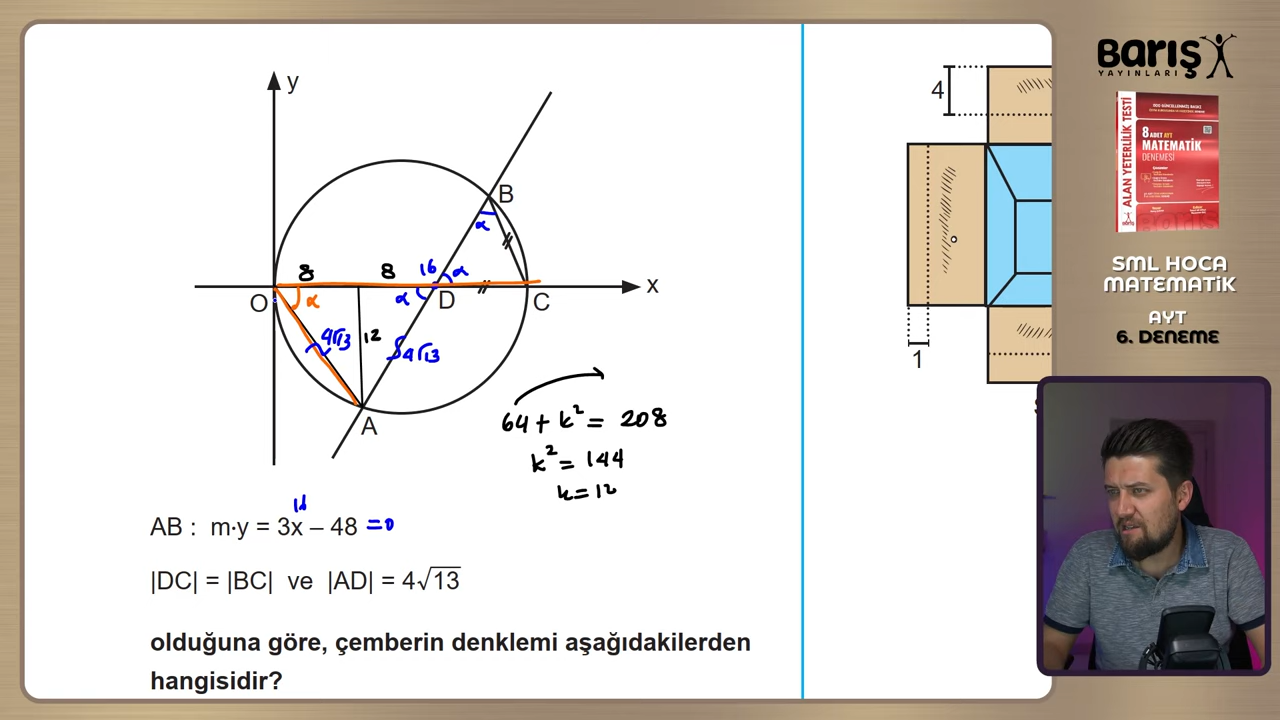 y
B
α
16
α
8
8
O
α
α
D
C
x
4√13
12
4√13
A
64 + k² = 208
k² = 144
k = 12
16
AB : m·y = 3x – 48 = 0
|DC| = |BC| ve |AD| = 4√13
olduğuna göre, çemberin denklemi aşağıdakilerden
hangisidir?
4
1
BARIŞ
YAYINLARI
ALAN YETERLİLİK TESTİ
8 ADET AYT
MATEMATİK
DENEMESİ
SML HOCA
MATEMATİK
AYT
6. DENEME